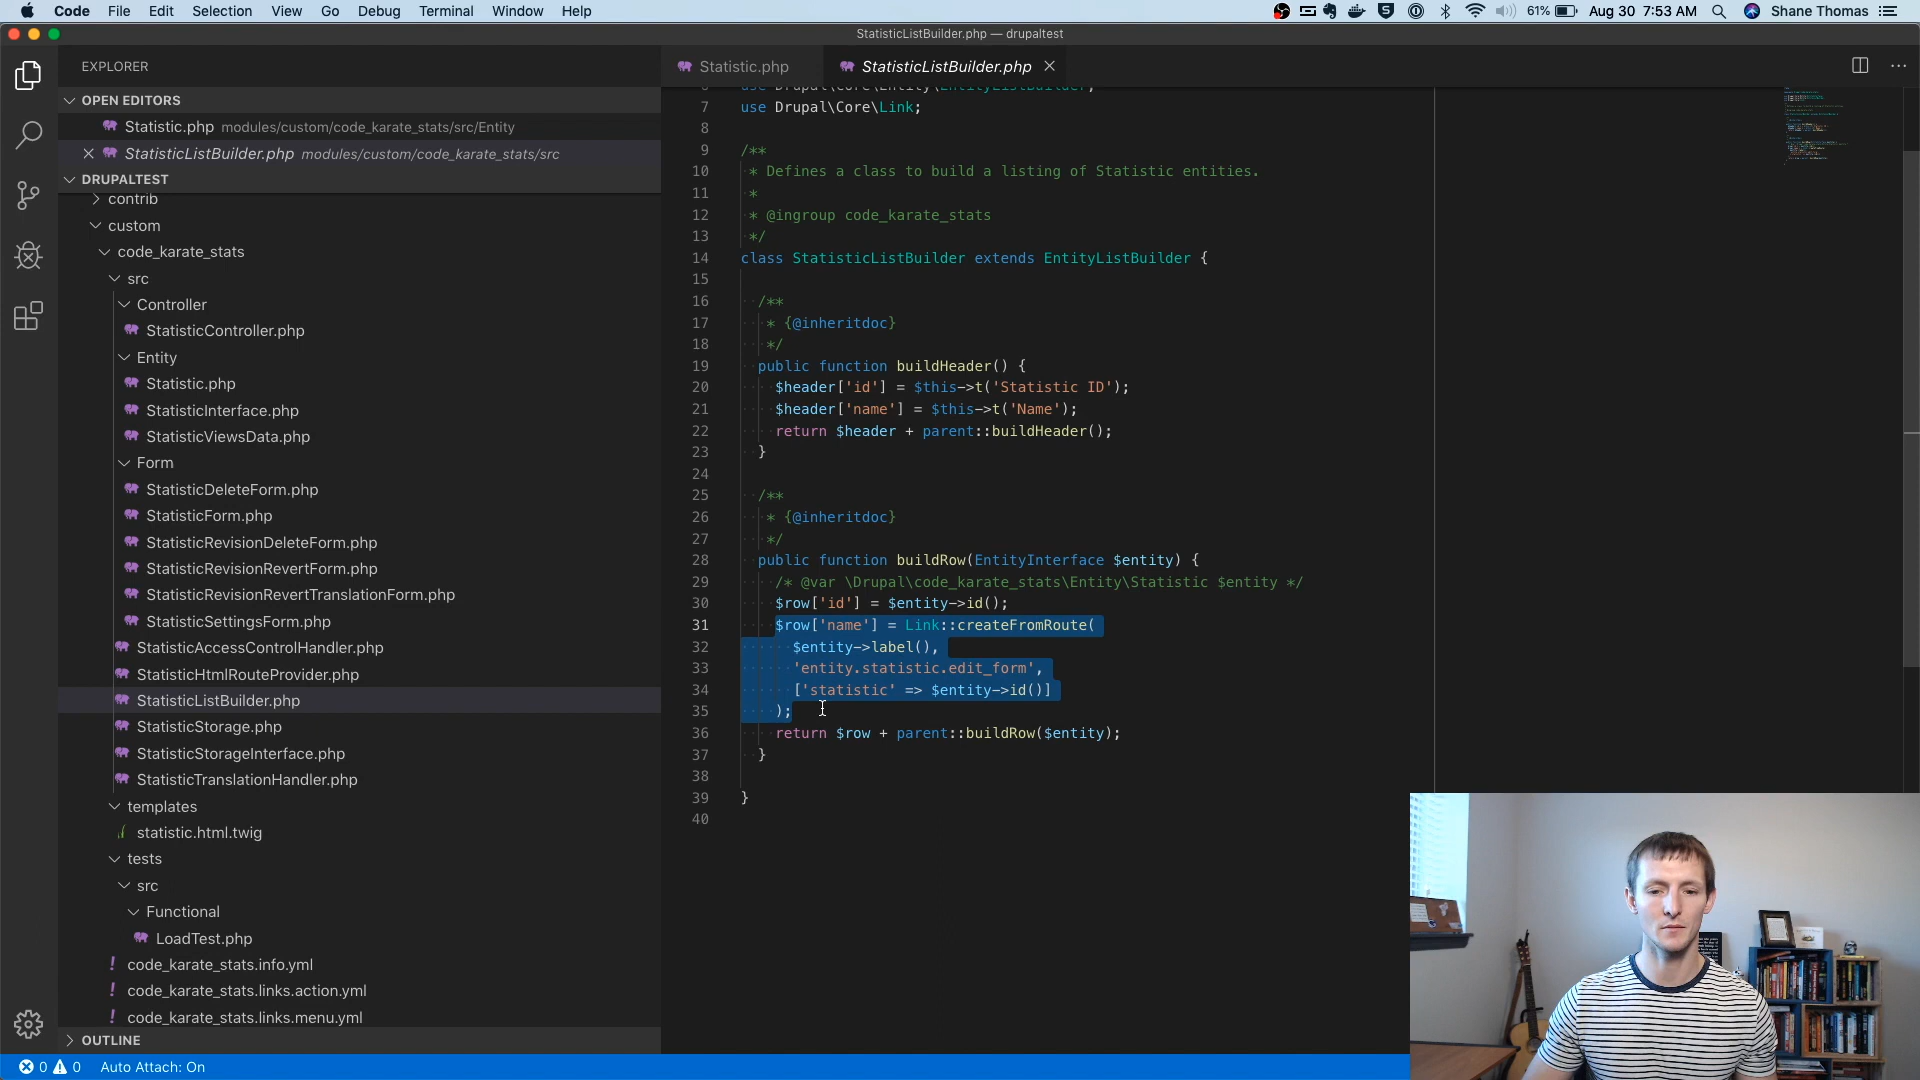 Code File Edit Selection View Go Debug Terminal Window Help 61% Aug 30 7:53 AM Shane Thomas
StatisticListBuilder.php — drupaltest
EXPLORER
OPEN EDITORS
Statistic.php modules/custom/code_karate_stats/src/Entity
StatisticListBuilder.php modules/custom/code_karate_stats/src
DRUPALTEST
contrib
custom
code_karate_stats
src
Controller
StatisticController.php
Entity
Statistic.php
StatisticInterface.php
StatisticViewsData.php
Form
StatisticDeleteForm.php
StatisticForm.php
StatisticRevisionDeleteForm.php
StatisticRevisionRevertForm.php
StatisticRevisionRevertTranslationForm.php
StatisticSettingsForm.php
StatisticAccessControlHandler.php
StatisticHtmlRouteProvider.php
StatisticListBuilder.php
StatisticStorage.php
StatisticStorageInterface.php
StatisticTranslationHandler.php
templates
statistic.html.twig
tests
src
Functional
LoadTest.php
code_karate_stats.info.yml
code_karate_stats.links.action.yml
code_karate_stats.links.menu.yml
OUTLINE
0 0 Auto Attach: On
Statistic.php StatisticListBuilder.php
6 use Drupal\Core\Entity\EntityListBuilder;
7 use Drupal\Core\Link;
8
9 /**
10 * Defines a class to build a listing of Statistic entities.
11 *
12 * @ingroup code_karate_stats
13 */
14 class StatisticListBuilder extends EntityListBuilder {
15
16 /**
17 * {@inheritdoc}
18 */
19 public function buildHeader() {
20 $header['id'] = $this->t('Statistic ID');
21 $header['name'] = $this->t('Name');
22 return $header + parent::buildHeader();
23 }
24
25 /**
26 * {@inheritdoc}
27 */
28 public function buildRow(EntityInterface $entity) {
29 /* @var \Drupal\code_karate_stats\Entity\Statistic $entity */
30 $row['id'] = $entity->id();
31 $row['name'] = Link::createFromRoute(
32 $entity->label(),
33 'entity.statistic.edit_form',
34 ['statistic' => $entity->id()]
35 );
36 return $row + parent::buildRow($entity);
37 }
38
39 }
40